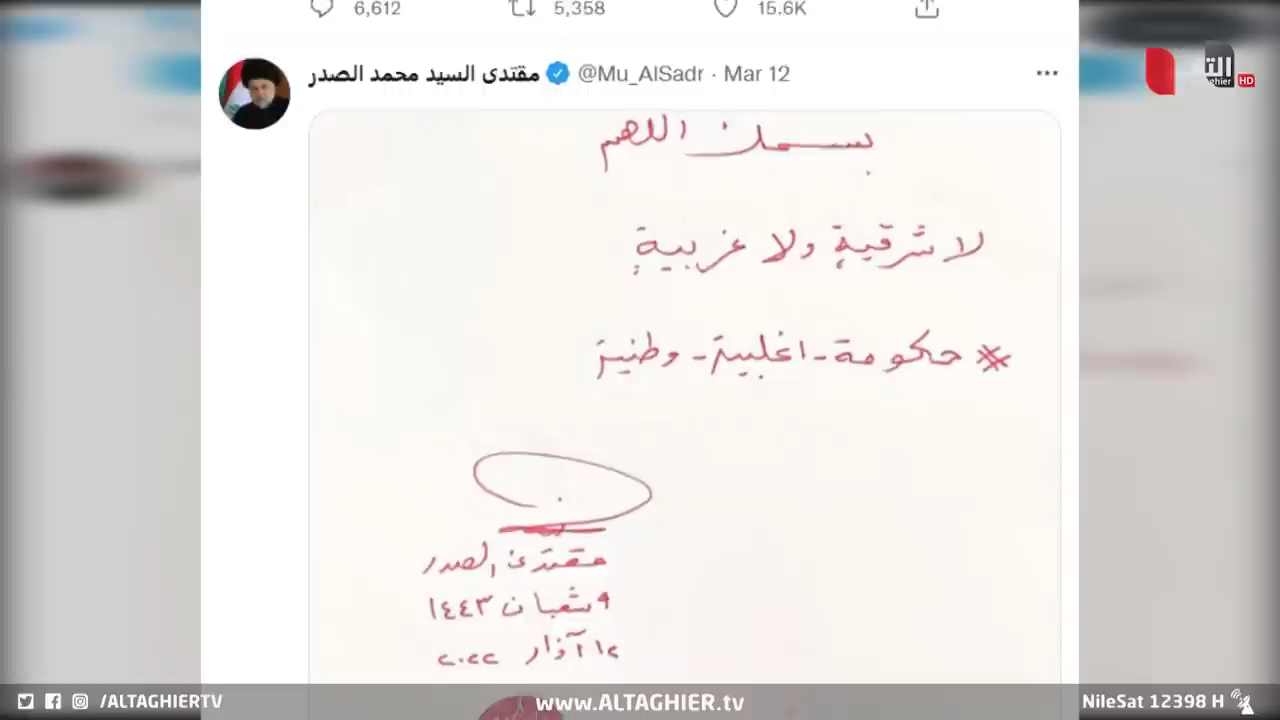 6,612 5,358 15.6K
مقتدى السيد محمد الصدر @Mu_AlSadr · Mar 12
بسمك اللهم
لا شرقية ولا غربية
* حكومة - اغلبية - وطنية
مقتدى الصدر
٩ شعبان ١٤٤٣
١٢ آذار ٢٠٢٢
HD
/ALTAGHIERTV
www.ALTAGHIER.tv
NileSat 12398 H